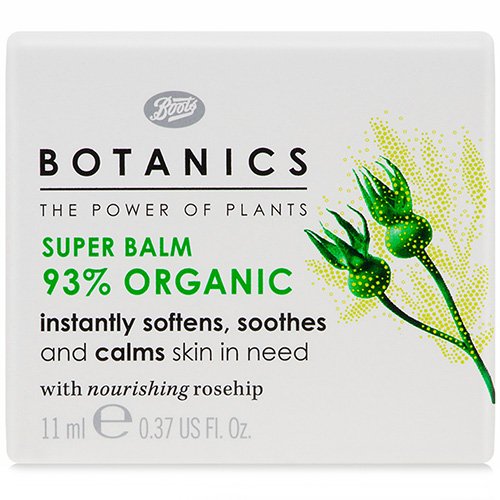 Boots
BOTANICS
THE POWER OF PLANTS
SUPER BALM
93% ORGANIC
instantly softens, soothes
and calms skin in need
with nourishing rosehip
11 ml ℮ 0.37 US Fl. Oz.